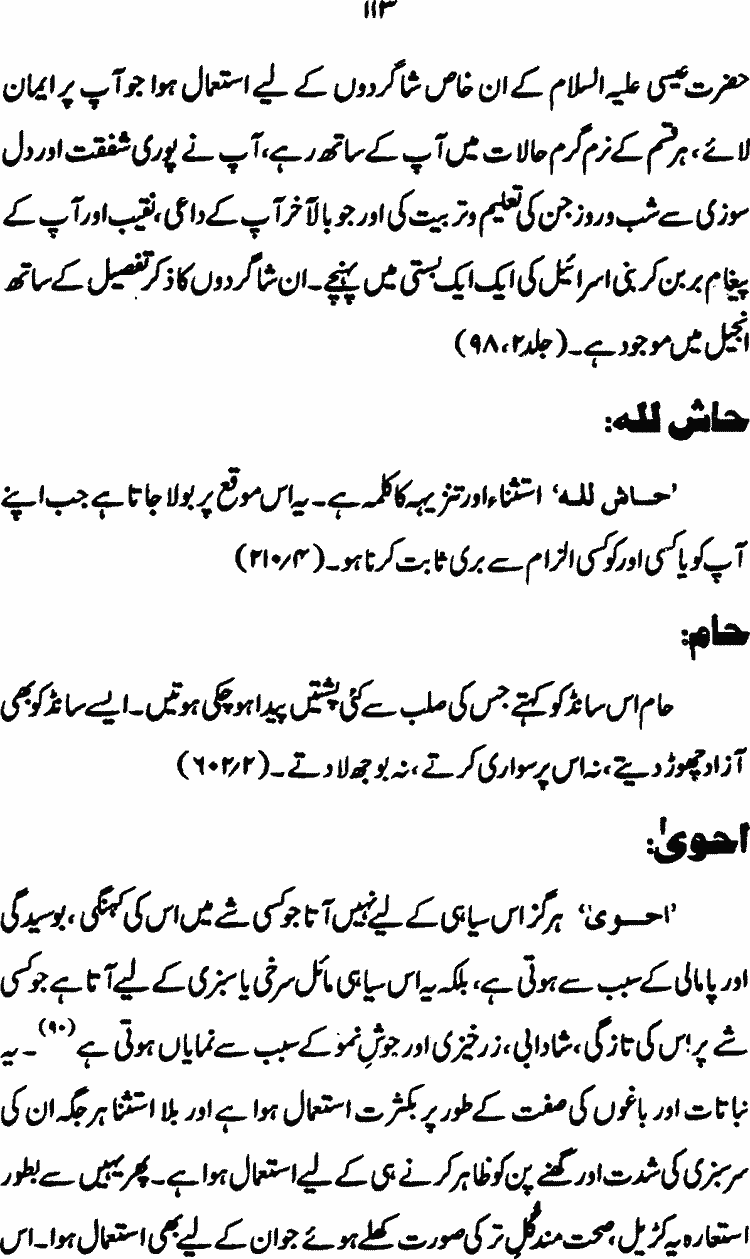 ۱۱۳
حضرت عیسی علیہ السلام کے ان خاص شاگردوں کے لیے استعمال ہوا جو آپ پر ایمان
لائے، ہر قسم کے نرم گرم حالات میں آپ کے ساتھ رہے، آپ نے پوری شفقت اور دل
سوزی سے شب و روز جن کی تعلیم و تربیت کی اور جو بالآخر آپ کے داعی، نقیب اور آپ کے
پیغام بر بن کر بنی اسرائیل کی ایک ایک بستی میں پہنچے۔ ان شاگردوں کا ذکر تفصیل کے ساتھ
انجیل میں موجود ہے۔ (جلد۲، ۹۸)
حاش لله:
’حاش لله‘ استثناء اور تنزیہہ کا کلمہ ہے۔ یہ اس موقع پر بولا جاتا ہے جب اپنے
آپ کو یا کسی اور کو کسی الزام سے بری ثابت کرنا ہو۔ (۴؍۲۱۰)
حام:
حام اس سانڈ کو کہتے جس کی صلب سے کئی پشتیں پیدا ہو چکی ہوتیں۔ ایسے سانڈ کو بھی
آزاد چھوڑ دیتے، نہ اس پر سواری کرتے، نہ بوجھ لادتے۔ (۲؍۶۰۲)
احویٰ:
’احویٰ‘ ہرگز اس سیاہی کے لیے نہیں آتا جو کسی شے میں اس کی کہنگی، بوسیدگی
اور پامالی کے سبب سے ہوتی ہے، بلکہ یہ اس سیاہی مائل سرخی یا سبزی کے لیے آتا ہے جو کسی
شے پر اس کی تازگی، شادابی، زرخیزی اور جوشِ نمو کے سبب سے نمایاں ہوتی ہے(۹۰)۔ یہ
نباتات اور باغوں کی صفت کے طور پر بکثرت استعمال ہوا ہے اور بلا استثنا ہر جگہ ان کی
سرسبزی کی شدت اور گھنے پن کو ظاہر کرنے ہی کے لیے استعمال ہوا ہے۔ پھر یہیں سے بطور
استعارہ یہ کڑیل، صحت مند گلِ تر کی صورت کھلے ہوئے جوان کے لیے بھی استعمال ہوا۔ اس